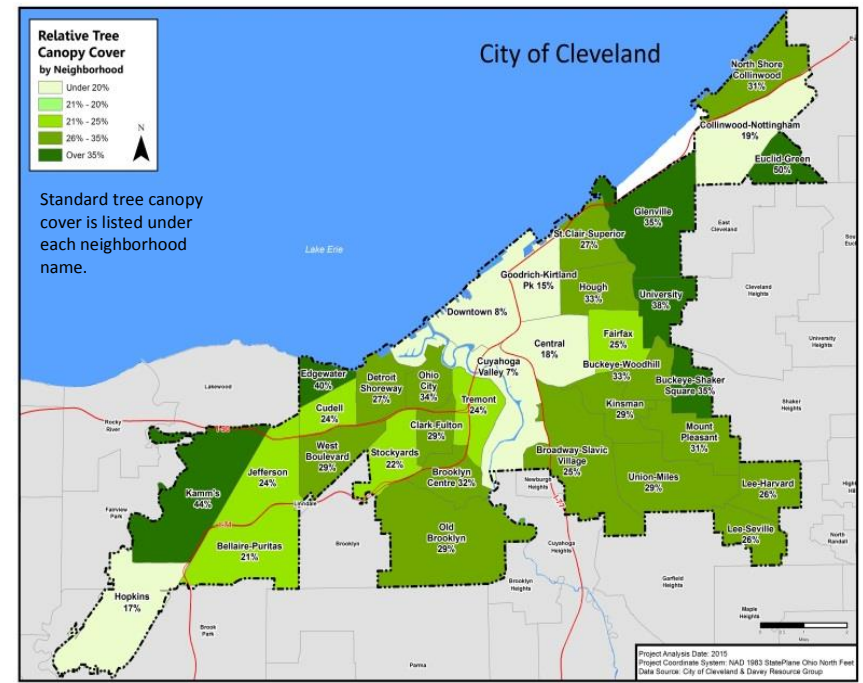 City of Cleveland
Relative Tree
Canopy Cover
by Neighborhood
Under 20%
21% - 20%
21% - 25%
26% - 35%
Over 35%
N
Standard tree canopy
cover is listed under
each neighborhood
name.
Lake Erie
North Shore
Collinwood
31%
Collinwood-Nottingham
19%
Euclid-Green
50%
Glenville
35%
East
Cleveland
St.Clair-Superior
27%
Goodrich-Kirtland
Pk 15%
Hough
33%
University
38%
Cleveland
Heights
Downtown 8%
Fairfax
25%
Central
18%
University
Heights
Cuyahoga
Valley 7%
Buckeye-Woodhill
33%
Buckeye-Shaker
Square 35%
Shaker
Heights
Lakewood
Edgewater
40%
Detroit
Shoreway
27%
Ohio
City
34%
Tremont
24%
Kinsman
29%
Cudell
24%
Clark-Fulton
29%
Mount
Pleasant
31%
Rocky
River
I-90
West
Boulevard
29%
Stockyards
22%
Broadway-Slavic
Village
25%
Jefferson
24%
Brooklyn
Centre 32%
Newburgh
Heights
Union-Miles
29%
Lee-Harvard
26%
Kamm's
44%
Linndale
I-77
Fairview
Park
I-71
Old
Brooklyn
29%
Lee-Seville
26%
North
Randall
Bellaire-Puritas
21%
Brooklyn
Cuyahoga
Heights
Brooklyn
Heights
Garfield
Heights
Hopkins
17%
Brook
Park
Maple
Heights
Parma
Miles
Project Analysis Date: 2015
Project Coordinate System: NAD 1983 StatePlane Ohio North Feet
Data Source: City of Cleveland & Davey Resource Group